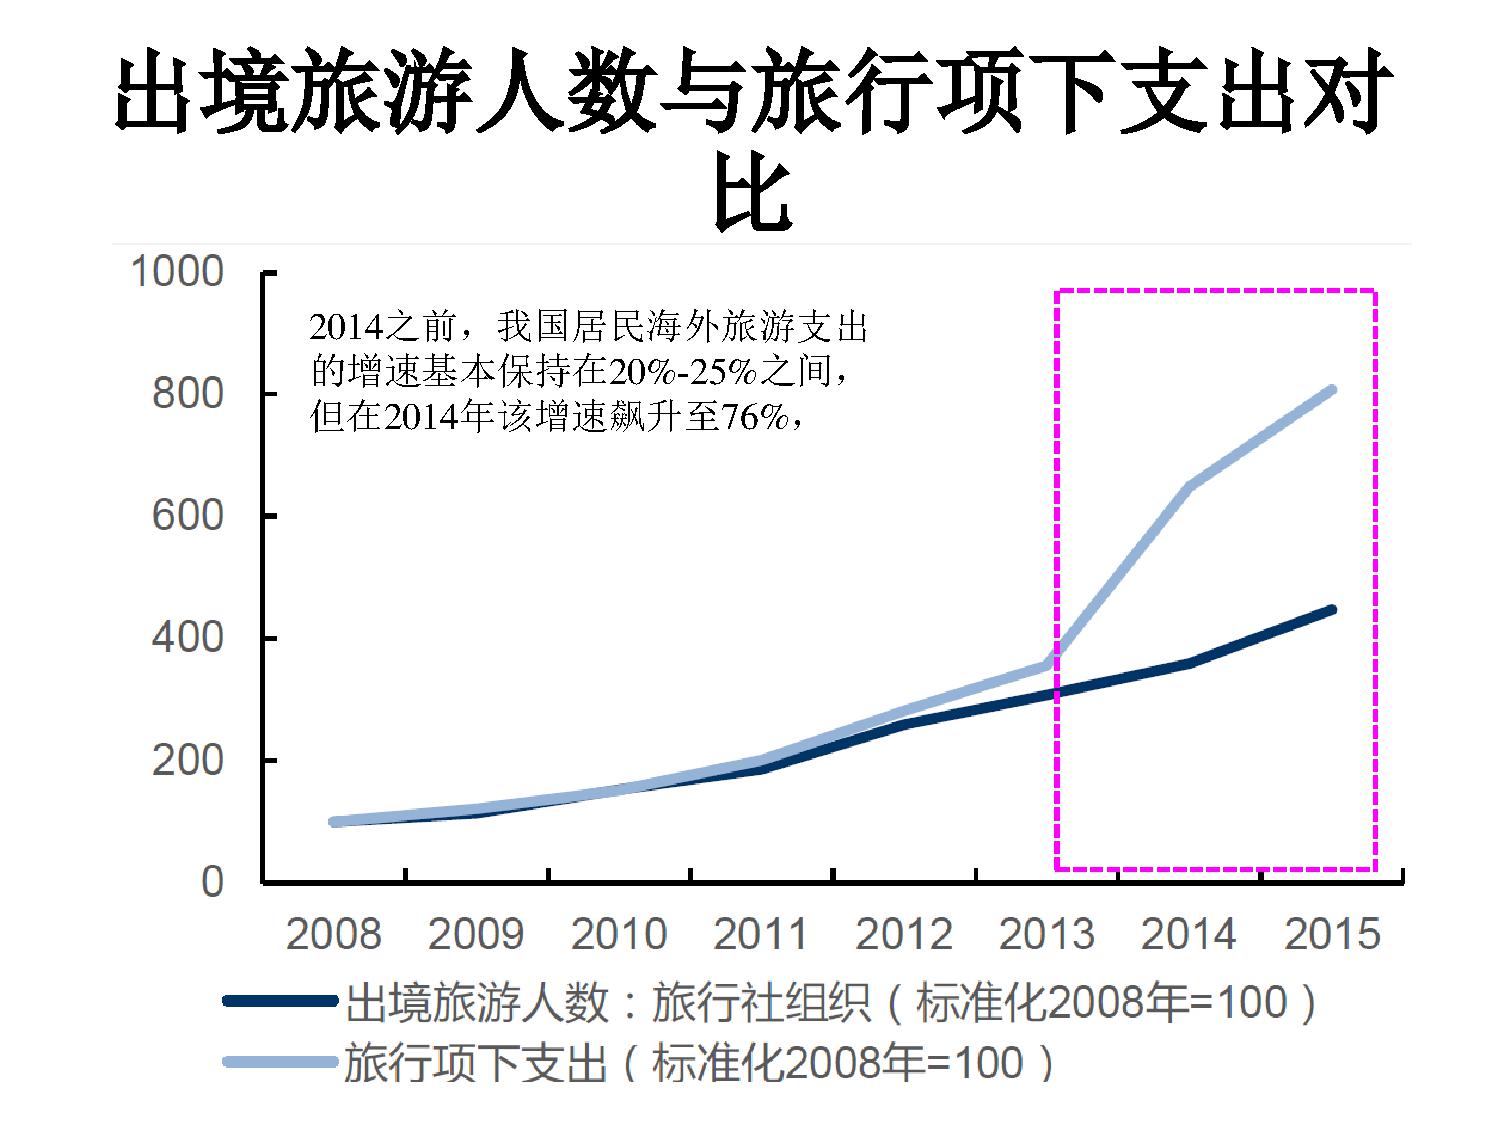 出境旅游人数与旅行项下支出对
比
1000
2014之前，我国居民海外旅游支出
的增速基本保持在20%-25%之间，
但在2014年该增速飙升至76%，
800
600
400
200
0
2008 2009 2010 2011 2012 2013 2014 2015
出境旅游人数：旅行社组织（标准化2008年=100）
旅行项下支出（标准化2008年=100）